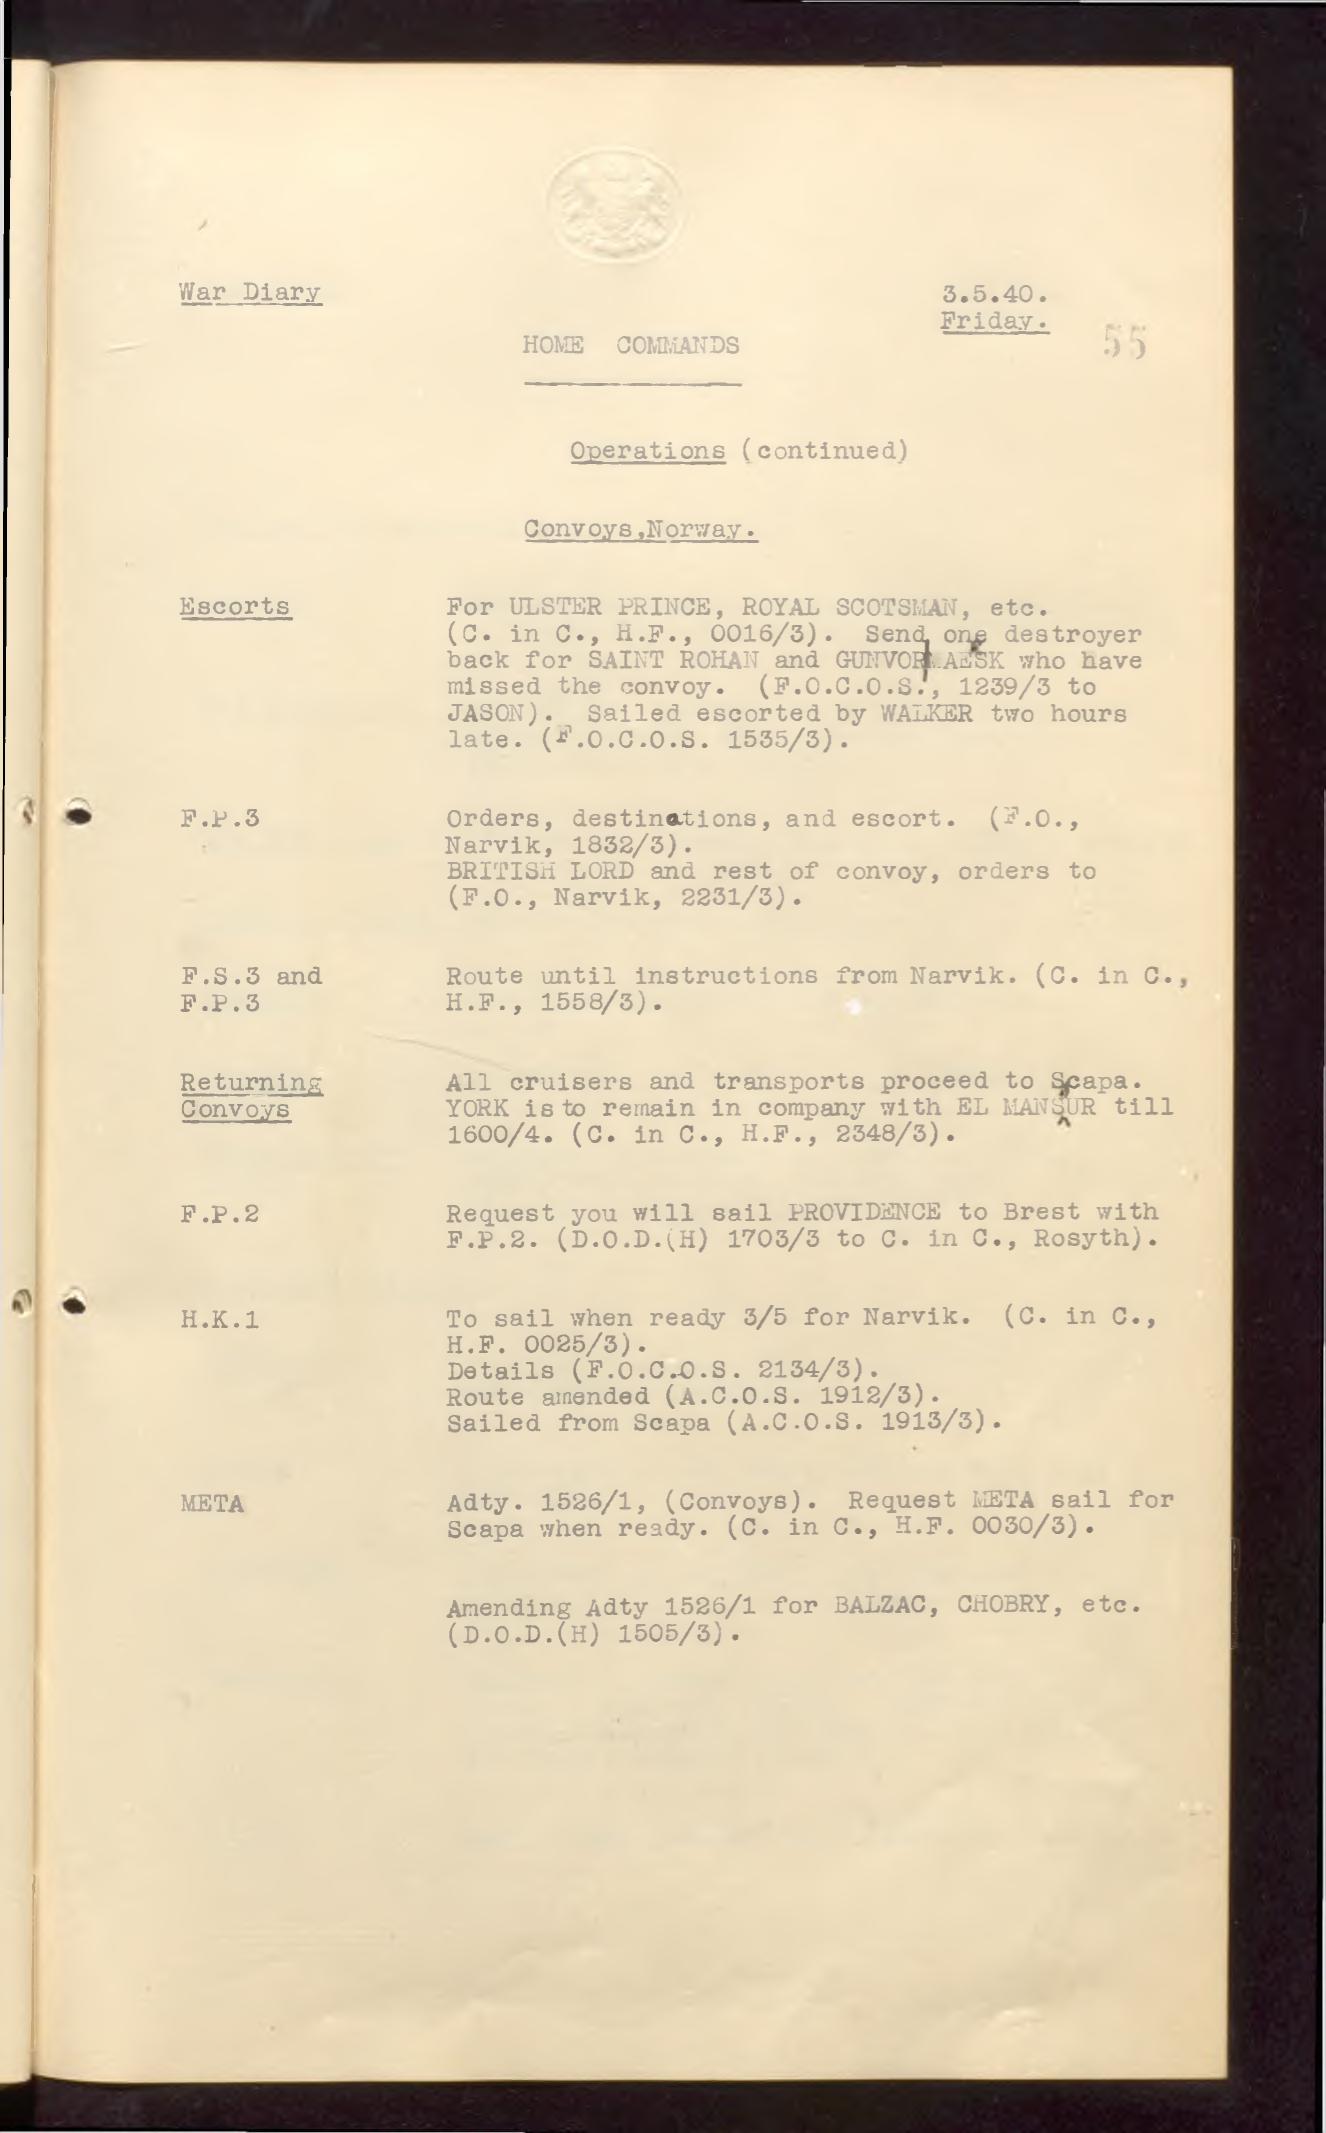 War Diary
3.5.40.
Friday.
55
HOME COMMANDS
Operations (continued)
Convoys,Norway.
Escorts
For ULSTER PRINCE, ROYAL SCOTSMAN, etc.
(C. in C., H.F., 0016/3). Send one destroyer
back for SAINT ROHAN and GUNVOR MAESK who have
missed the convoy. (F.O.C.O.S., 1239/3 to
JASON). Sailed escorted by WALKER two hours
late. (F.O.C.O.S. 1535/3).
F.P.3
Orders, destinations, and escort. (F.O.,
Narvik, 1832/3).
BRITISH LORD and rest of convoy, orders to
(F.O., Narvik, 2231/3).
F.S.3 and
F.P.3
Route until instructions from Narvik. (C. in C.,
H.F., 1558/3).
Returning
Convoys
All cruisers and transports proceed to Scapa.
YORK is to remain in company with EL MANSUR till
1600/4. (C. in C., H.F., 2348/3).
F.P.2
Request you will sail PROVIDENCE to Brest with
F.P.2. (D.O.D.(H) 1703/3 to C. in C., Rosyth).
H.K.1
To sail when ready 3/5 for Narvik. (C. in C.,
H.F. 0025/3).
Details (F.O.C.O.S. 2134/3).
Route amended (A.C.O.S. 1912/3).
Sailed from Scapa (A.C.O.S. 1913/3).
META
Adty. 1526/1, (Convoys). Request META sail for
Scapa when ready. (C. in C., H.F. 0030/3).
Amending Adty 1526/1 for BALZAC, CHOBRY, etc.
(D.O.D.(H) 1505/3).